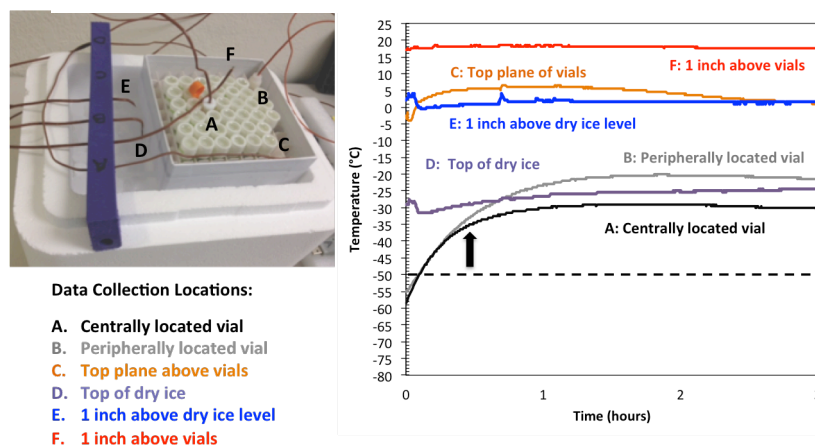 F
E
B
A
D
C
Data Collection Locations:
A. Centrally located vial
B. Peripherally located vial
C. Top plane above vials
D. Top of dry ice
E. 1 inch above dry ice level
F. 1 inch above vials
Temperature (°C)
25
20
15
10
5
0
-5
-10
-15
-20
-25
-30
-35
-40
-45
-50
-55
-60
-65
-70
-75
-80
F: 1 inch above vials
C: Top plane of vials
E: 1 inch above dry ice level
D: Top of dry ice
B: Peripherally located vial
A: Centrally located vial
0 1 2
Time (hours)